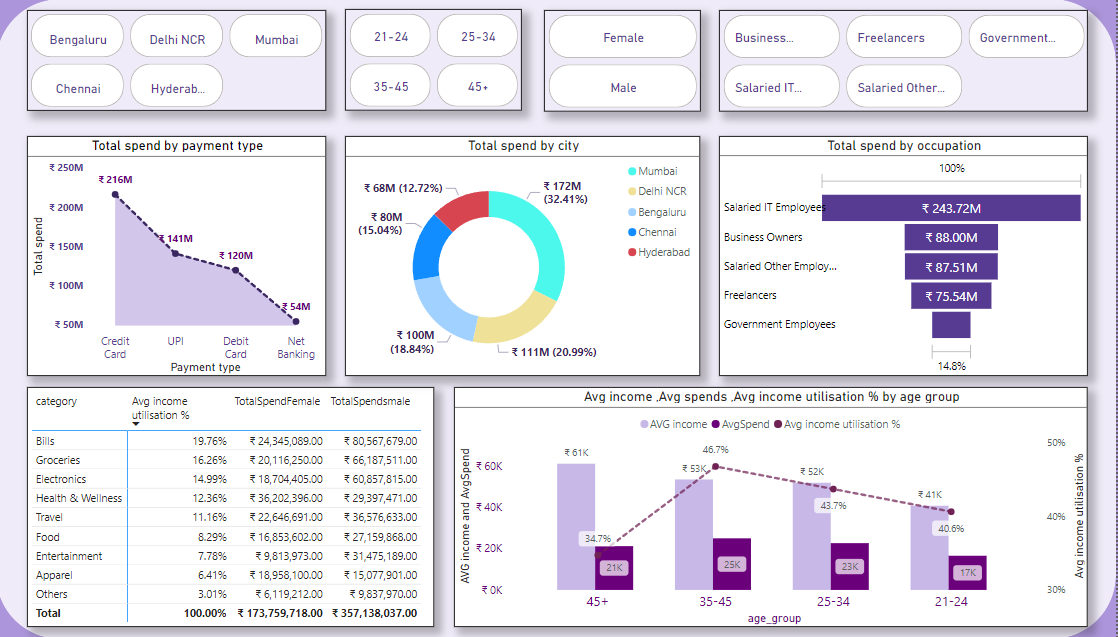 Bengaluru
Delhi NCR
Mumbai
Chennai
Hyderab...
21-24
25-34
35-45
45+
Female
Male
Business...
Freelancers
Government...
Salaried IT...
Salaried Other...
Total spend by payment type
Total spend
₹ 250M
₹ 200M
₹ 150M
₹ 100M
₹ 50M
₹ 216M
₹ 141M
₹ 120M
₹ 54M
Credit Card
UPI
Debit Card
Net Banking
Payment type
Total spend by city
₹ 172M (32.41%)
₹ 111M (20.99%)
₹ 100M (18.84%)
₹ 80M (15.04%)
₹ 68M (12.72%)
Mumbai
Delhi NCR
Bengaluru
Chennai
Hyderabad
Total spend by occupation
100%
Salaried IT Employees ₹ 243.72M
Business Owners ₹ 88.00M
Salaried Other Employ... ₹ 87.51M
Freelancers ₹ 75.54M
Government Employees
14.8%
category Avg income utilisation % TotalSpendFemale TotalSpendsmale
Bills 19.76% ₹ 24,345,089.00 ₹ 80,567,679.00
Groceries 16.26% ₹ 20,116,250.00 ₹ 66,187,511.00
Electronics 14.99% ₹ 18,704,405.00 ₹ 60,857,815.00
Health & Wellness 12.36% ₹ 36,202,396.00 ₹ 29,397,471.00
Travel 11.16% ₹ 22,646,691.00 ₹ 36,576,633.00
Food 8.29% ₹ 16,853,602.00 ₹ 27,159,868.00
Entertainment 7.78% ₹ 9,813,973.00 ₹ 31,475,189.00
Apparel 6.41% ₹ 18,958,100.00 ₹ 15,077,901.00
Others 3.01% ₹ 6,119,212.00 ₹ 9,837,970.00
Total 100.00% ₹ 173,759,718.00 ₹ 357,138,037.00
Avg income ,Avg spends ,Avg income utilisation % by age group
AVG income AvgSpend Avg income utilisation %
AVG income and AvgSpend
₹ 60K
₹ 40K
₹ 20K
₹ 0K
₹ 61K
34.7%
21K
₹ 53K
46.7%
25K
₹ 52K
43.7%
23K
₹ 41K
40.6%
17K
50%
40%
30%
Avg income utilisation %
45+
35-45
25-34
21-24
age_group